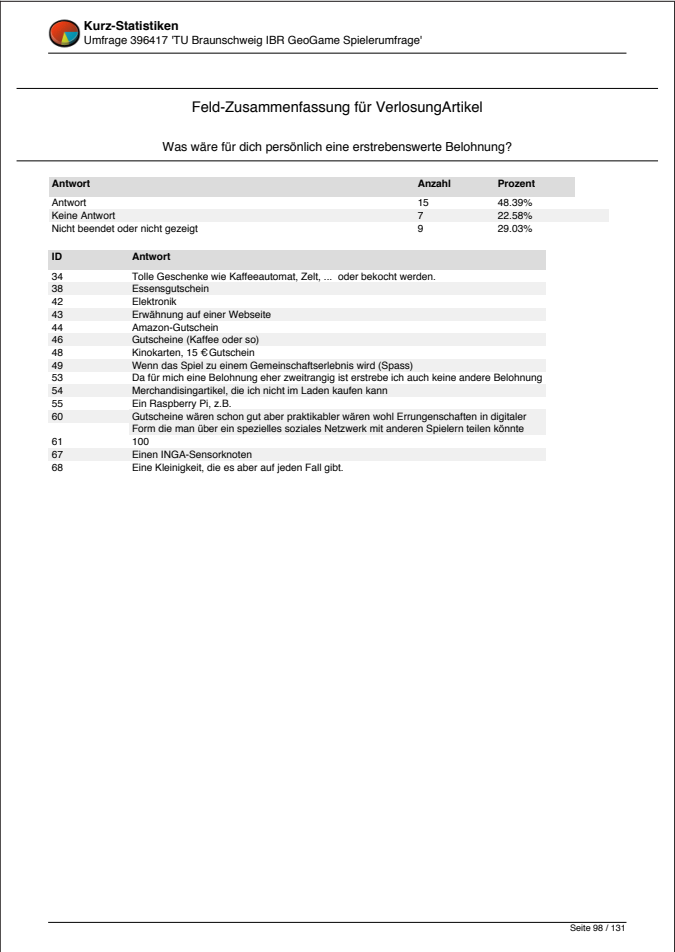 Kurz-Statistiken
Umfrage 396417 'TU Braunschweig IBR GeoGame Spielerumfrage'
Feld-Zusammenfassung für VerlosungArtikel
Was wäre für dich persönlich eine erstrebenswerte Belohnung?
Antwort Anzahl Prozent
Antwort 15 48.39%
Keine Antwort 7 22.58%
Nicht beendet oder nicht gezeigt 9 29.03%
ID Antwort
34 Tolle Geschenke wie Kaffeeautomat, Zelt, ... oder bekocht werden.
38 Essensgutschein
42 Elektronik
43 Erwähnung auf einer Webseite
44 Amazon-Gutschein
46 Gutscheine (Kaffee oder so)
48 Kinokarten, 15 €Gutschein
49 Wenn das Spiel zu einem Gemeinschaftserlebnis wird (Spass)
53 Da für mich eine Belohnung eher zweitrangig ist erstrebe ich auch keine andere Belohnung
54 Merchandisingartikel, die ich nicht im Laden kaufen kann
55 Ein Raspberry Pi, z.B.
60 Gutscheine wären schon gut aber praktikabler wären wohl Errungenschaften in digitaler
Form die man über ein spezielles soziales Netzwerk mit anderen Spielern teilen könnte
61 100
67 Einen INGA-Sensorknoten
68 Eine Kleinigkeit, die es aber auf jeden Fall gibt.
Seite 98 / 131